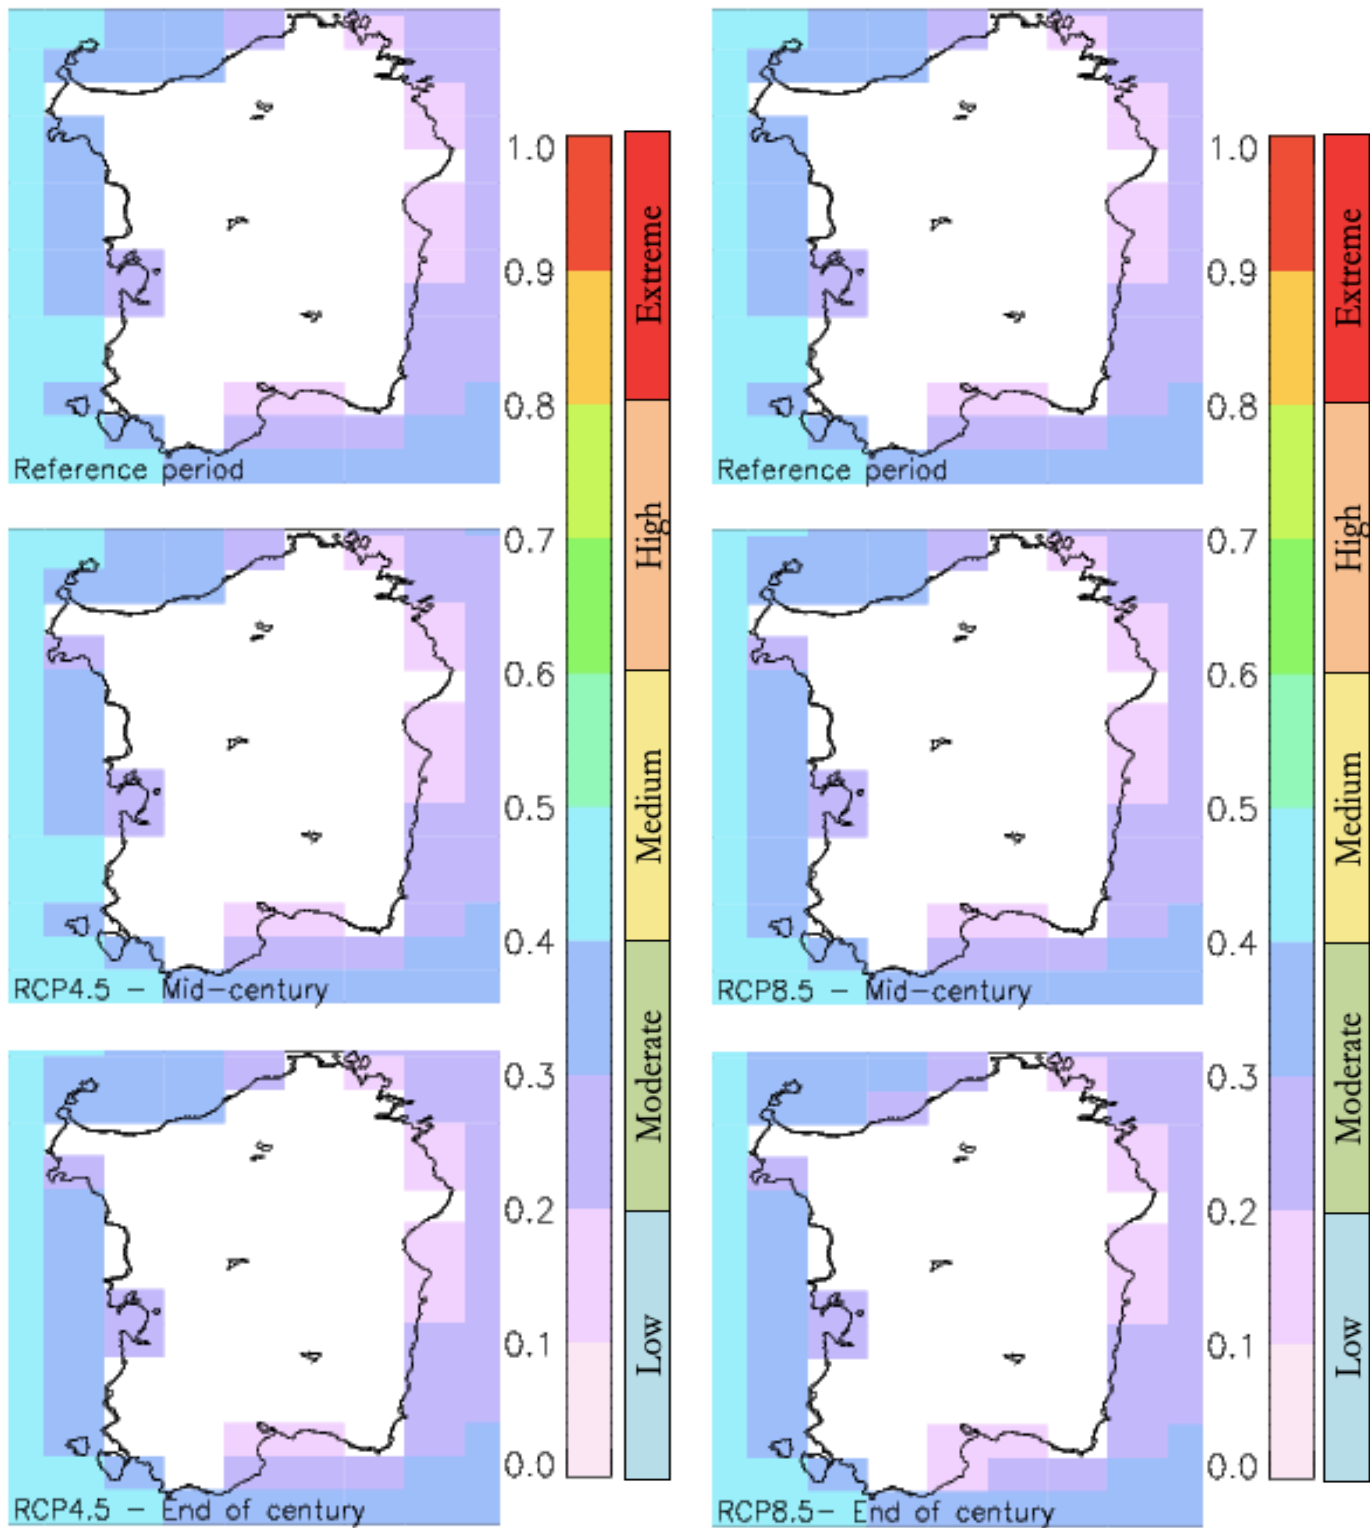 Reference period
RCP4.5 – Mid-century
RCP4.5 – End of century
1.0
0.9
0.8
0.7
0.6
0.5
0.4
0.3
0.2
0.1
0.0
Extreme
High
Medium
Moderate
Low
Reference period
RCP8.5 – Mid-century
RCP8.5– End of century
1.0
0.9
0.8
0.7
0.6
0.5
0.4
0.3
0.2
0.1
0.0
Extreme
High
Medium
Moderate
Low